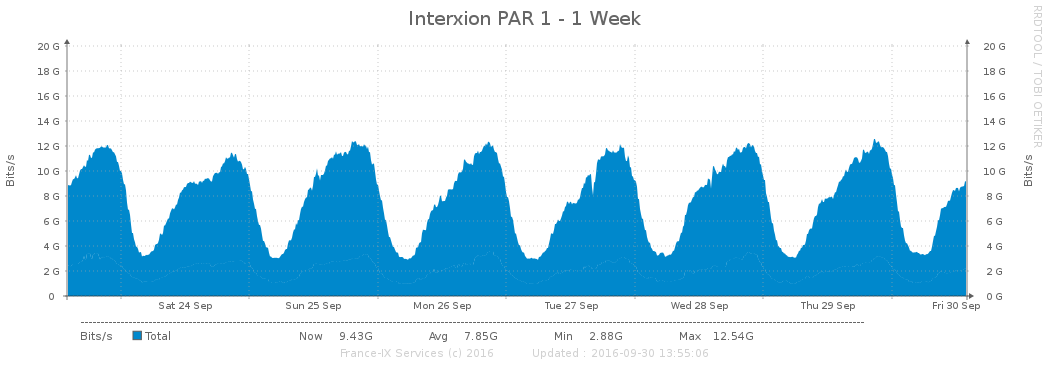 Interxion PAR 1 - 1 Week
RRDTOOL / TOBI OETIKER
Bits/s
20 G 20 G
18 G 18 G
16 G 16 G
14 G 14 G
12 G 12 G
10 G 10 G
8 G 8 G
6 G 6 G
4 G 4 G
2 G 2 G
0 0 G
Bits/s
Sat 24 Sep Sun 25 Sep Mon 26 Sep Tue 27 Sep Wed 28 Sep Thu 29 Sep Fri 30 Sep
Bits/s Total Now 9.43G Avg 7.85G Min 2.88G Max 12.54G
France-IX Services (c) 2016 Updated : 2016-09-30 13:55:06